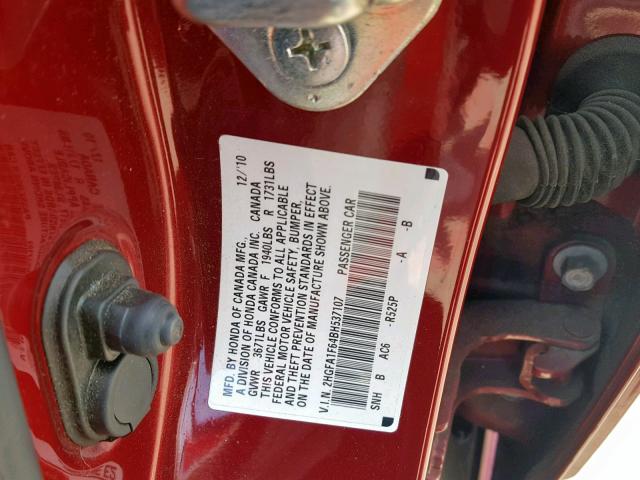 MFD. BY HONDA OF CANADA MFG. 12/10
A DIVISION OF HONDA CANADA INC. CANADA
GVWR 3671LBS GAWR F 1940LBS R 1731LBS
THIS VEHICLE CONFORMS TO ALL APPLICABLE
FEDERAL MOTOR VEHICLE SAFETY, BUMPER,
AND THEFT PREVENTION STANDARDS IN EFFECT
ON THE DATE OF MANUFACTURE SHOWN ABOVE.
V.I.N. 2HGFA1F64BH537107 PASSENGER CAR
SNH B AC6 -R525P -A -B